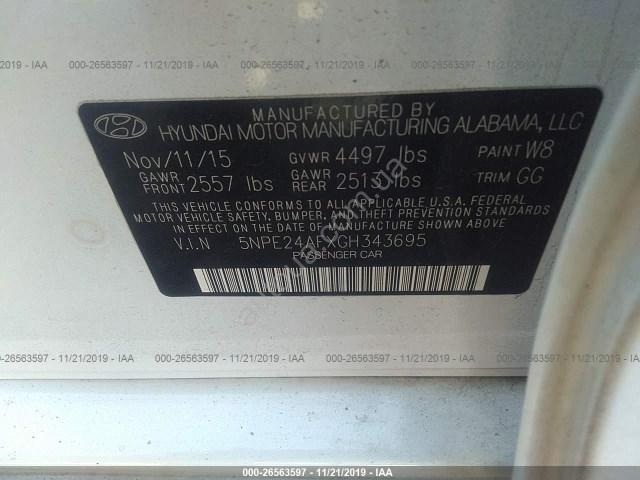 000-26563597 - 11/21/2019 - IAA
000-26563597 - 11/21/2019 - IAA
000-26563597 - 11/21/2019 - IAA
000-26563597 - 11/21/2019 - IAA
MANUFACTURED BY
HYUNDAI MOTOR MANUFACTURING ALABAMA, LLC
Nov/11/15 GVWR 4497 lbs PAINT W8
GAWR FRONT 2557 lbs GAWR REAR lbs TRIM GG
THIS VEHICLE CONFORMS TO ALL APPLICABLE U.S.A. FEDERAL
MOTOR VEHICLE SAFETY, BUMPER, AND THEFT PREVENTION STANDARDS
IN EFFECT ON THE DATE OF MANUFACTURE SHOWN ABOVE
V.I.N
PASSENGER CAR
000-26563597 - 11/21/2019 - IAA
000-26563597 - 11/21/2019 - IAA
000-26563597 - 11/21/2019 - IAA
000-26563597 - 11/21/2019 - IAA
000-26563597 - 11/21/2019 - IAA